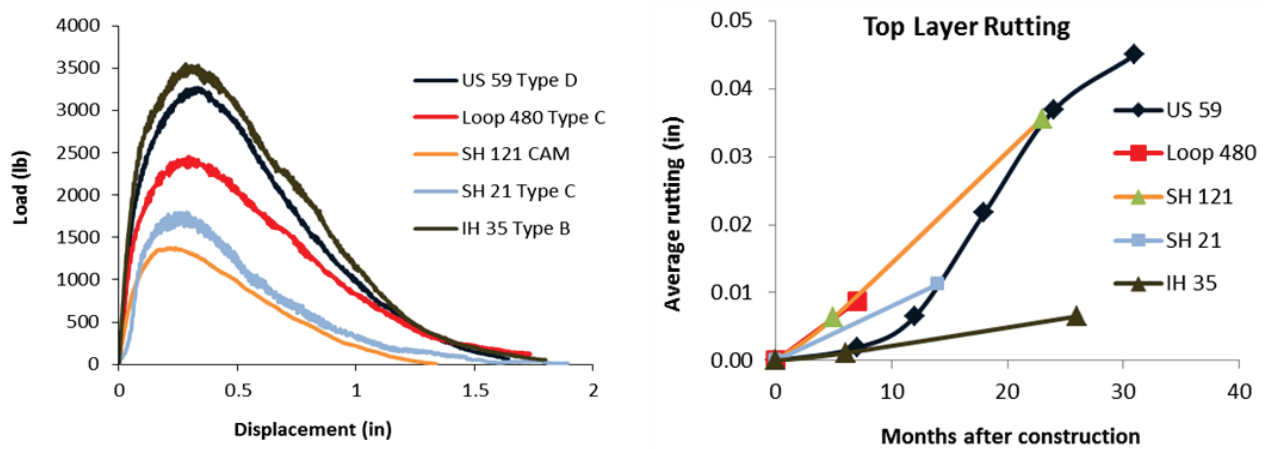 4000
3500
3000
2500
2000
1500
1000
500
0
Load (lb)
US 59 Type D
Loop 480 Type C
SH 121 CAM
SH 21 Type C
IH 35 Type B
0
0.5
1
1.5
2
Displacement (in)
Top Layer Rutting
0.05
0.04
0.03
0.02
0.01
0.00
Average rutting (in)
US 59
Loop 480
SH 121
SH 21
IH 35
0
10
20
30
40
Months after construction